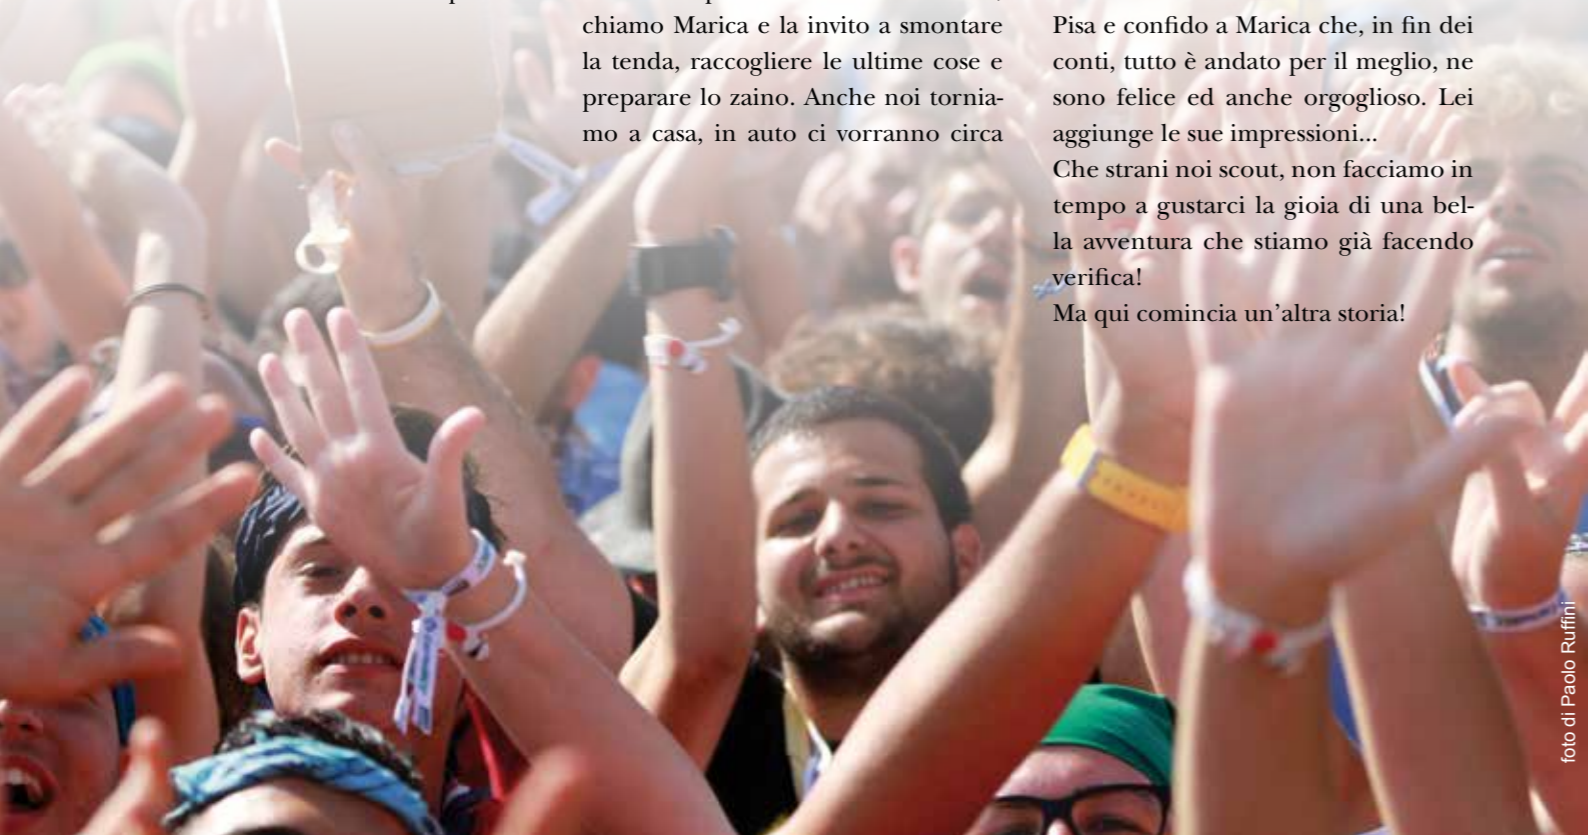 chiamo Marica e la invito a smontare
la tenda, raccogliere le ultime cose e
preparare lo zaino. Anche noi tornia-
mo a casa, in auto ci vorranno circa
Pisa e confido a Marica che, in fin dei
conti, tutto è andato per il meglio, ne
sono felice ed anche orgoglioso. Lei
aggiunge le sue impressioni...
Che strani noi scout, non facciamo in
tempo a gustarci la gioia di una bel-
la avventura che stiamo già facendo
verifica!
Ma qui comincia un'altra storia!
foto di Paolo Ruffini